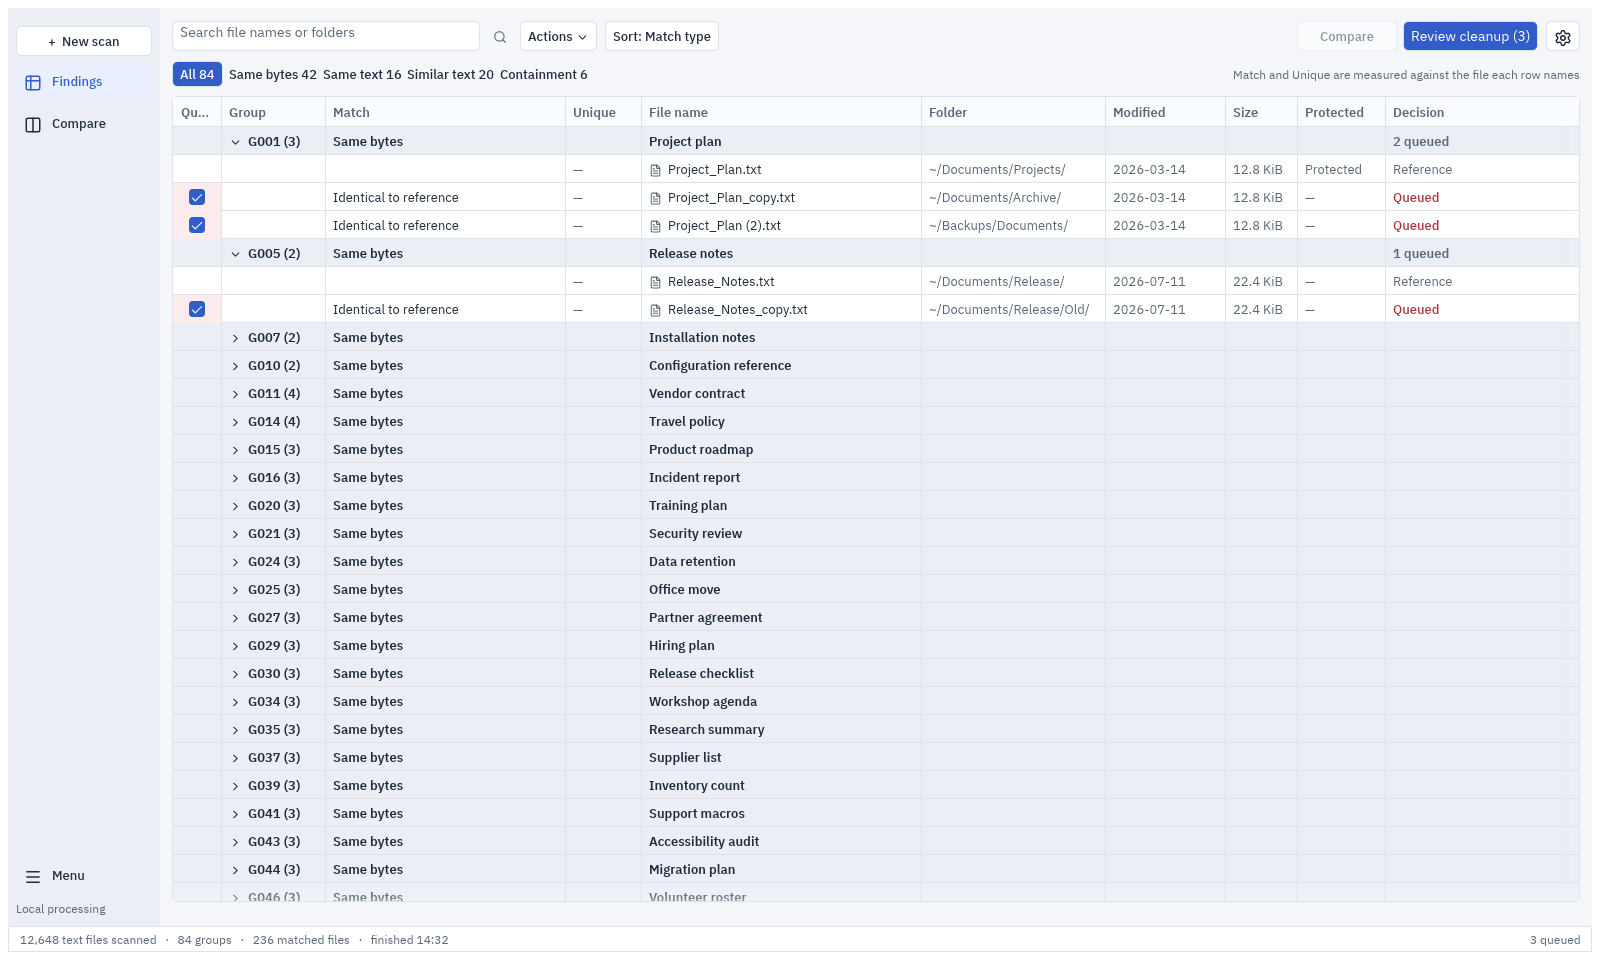 + New scan
Findings
Compare
Menu
Local processing
Search file names or folders
Actions
Sort: Match type
Compare
Review cleanup (3)
All 84 Same bytes 42 Same text 16 Similar text 20 Containment 6
Match and Unique are measured against the file each row names
Qu... Group Match Unique File name Folder Modified Size Protected Decision
G001 (3) Same bytes Project plan 2 queued
— Project_Plan.txt ~/Documents/Projects/ 2026-03-14 12.8 KiB Protected Reference
Identical to reference — Project_Plan_copy.txt ~/Documents/Archive/ 2026-03-14 12.8 KiB — Queued
Identical to reference — Project_Plan (2).txt ~/Backups/Documents/ 2026-03-14 12.8 KiB — Queued
G005 (2) Same bytes Release notes 1 queued
— Release_Notes.txt ~/Documents/Release/ 2026-07-11 22.4 KiB — Reference
Identical to reference — Release_Notes_copy.txt ~/Documents/Release/Old/ 2026-07-11 22.4 KiB — Queued
G007 (2) Same bytes Installation notes
G010 (2) Same bytes Configuration reference
G011 (4) Same bytes Vendor contract
G014 (4) Same bytes Travel policy
G015 (3) Same bytes Product roadmap
G016 (3) Same bytes Incident report
G020 (3) Same bytes Training plan
G021 (3) Same bytes Security review
G024 (3) Same bytes Data retention
G025 (3) Same bytes Office move
G027 (3) Same bytes Partner agreement
G029 (3) Same bytes Hiring plan
G030 (3) Same bytes Release checklist
G034 (3) Same bytes Workshop agenda
G035 (3) Same bytes Research summary
G037 (3) Same bytes Supplier list
G039 (3) Same bytes Inventory count
G041 (3) Same bytes Support macros
G043 (3) Same bytes Accessibility audit
G044 (3) Same bytes Migration plan
G046 (3) Same bytes Volunteer roster
12,648 text files scanned · 84 groups · 236 matched files · finished 14:32
3 queued